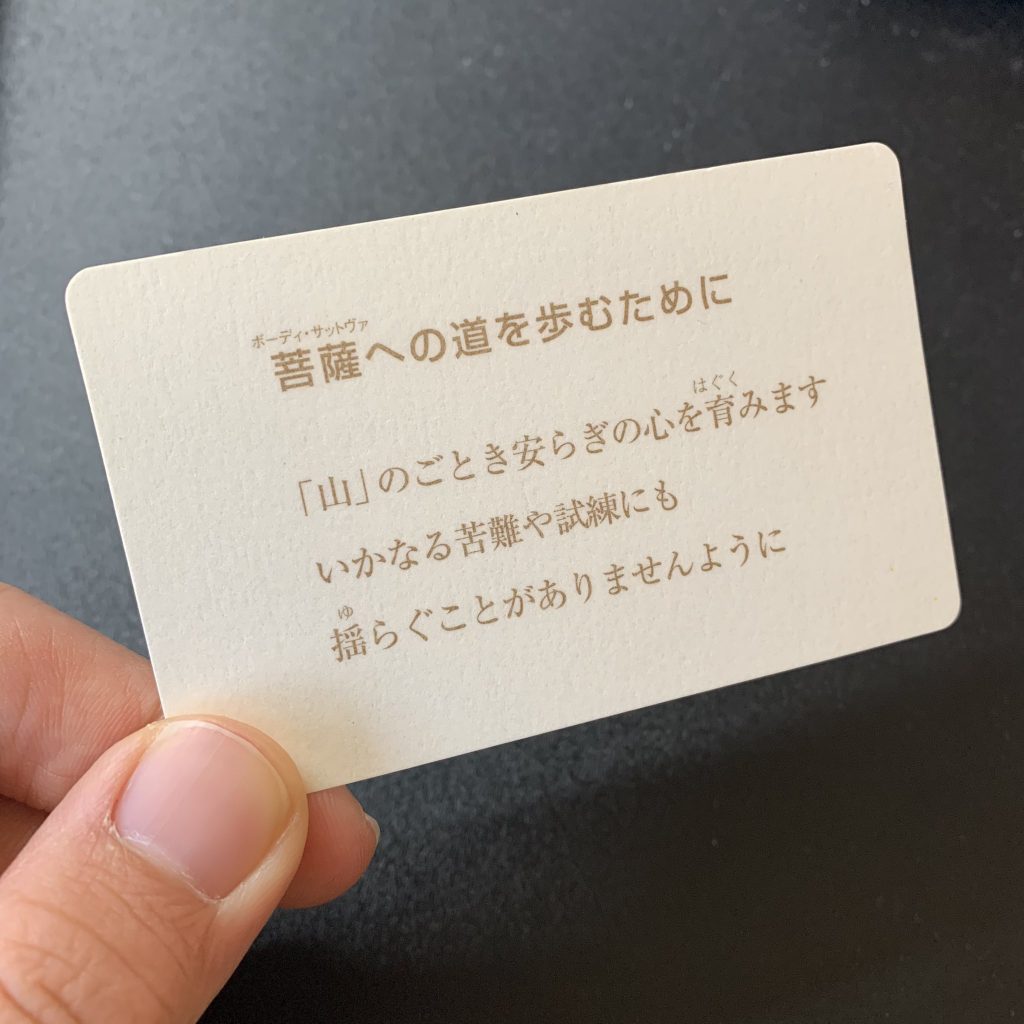 ボーディ・サットヴァ
菩薩への道を歩むために
はぐく
「山」のごとき安らぎの心を育みます
いかなる苦難や試練にも
ゆ
揺らぐことがありませんように